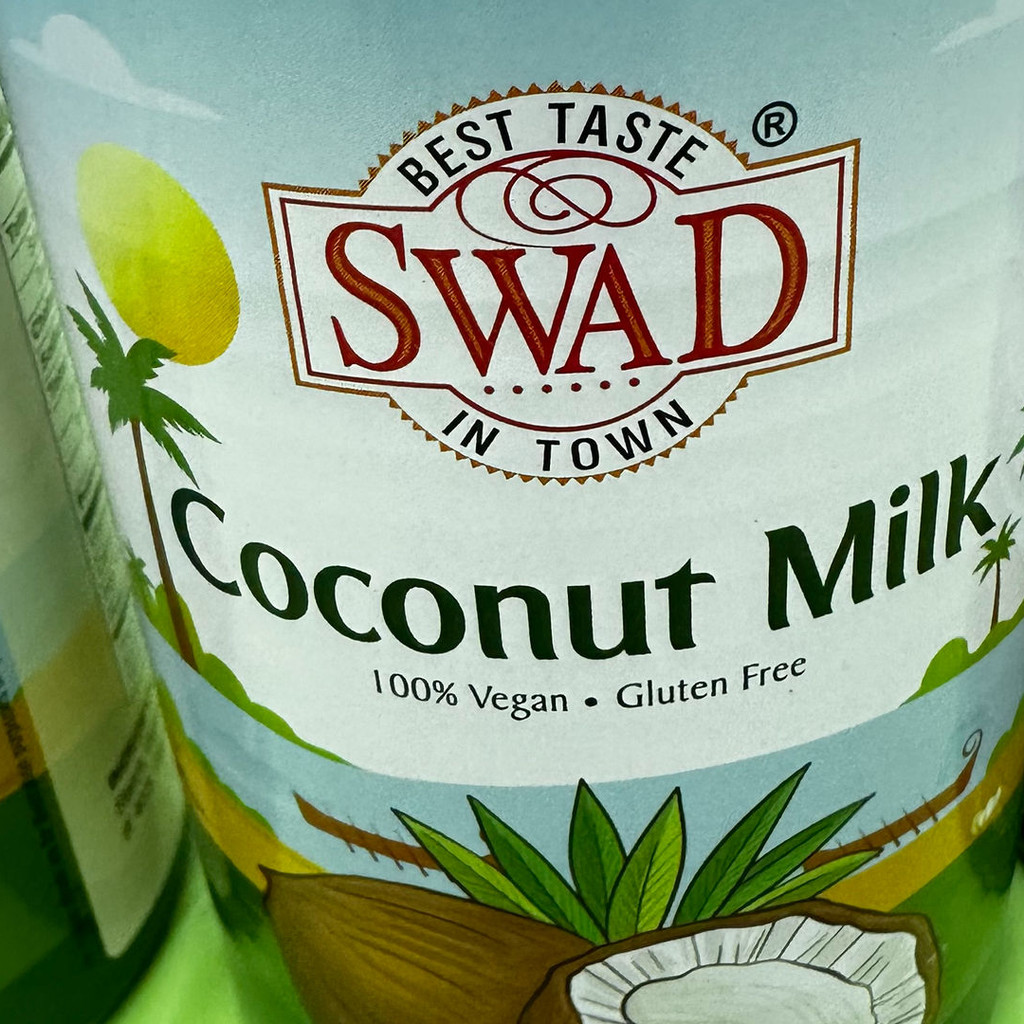 BEST TASTE
®
SWAD
IN TOWN
Coconut Milk
100% Vegan • Gluten Free